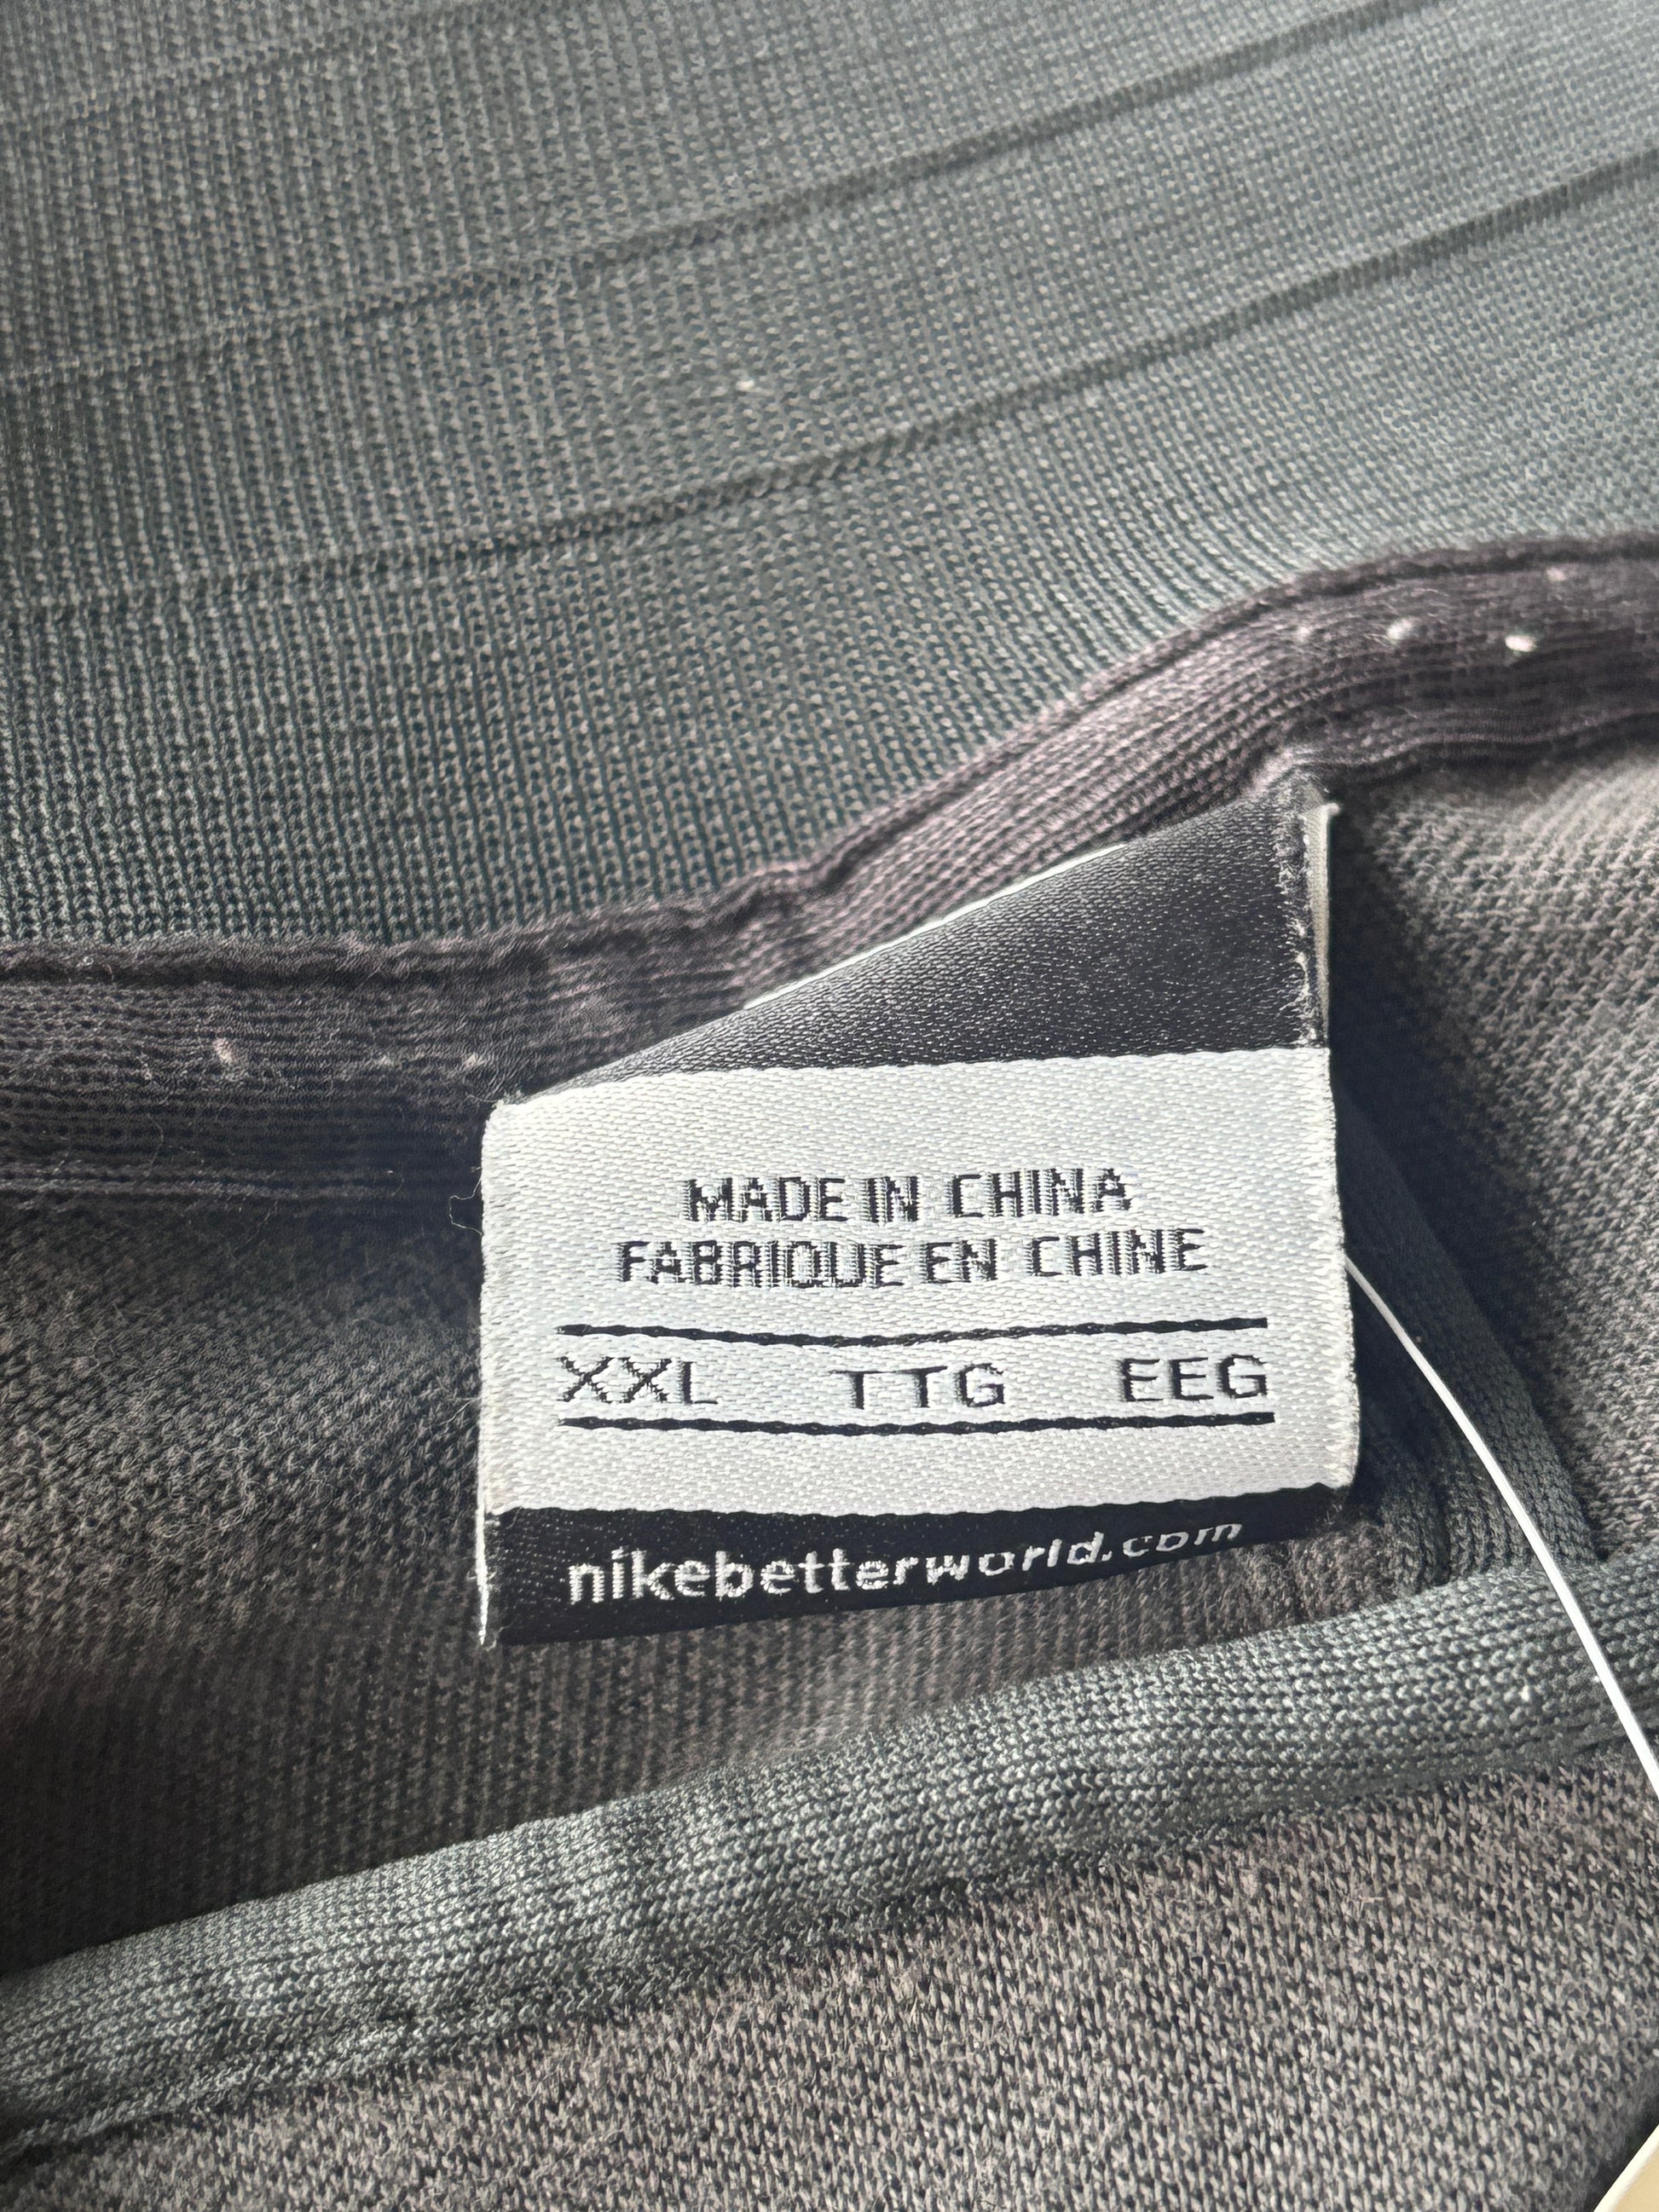 MADE IN CHINA
FABRIQUE EN CHINE
XXL TTG EEG
nikebetterworld.com